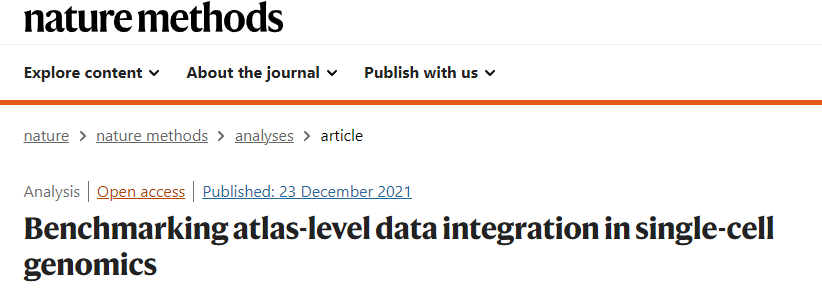 nature methods
Explore content About the journal Publish with us
nature > nature methods > analyses > article
Analysis | Open access | Published: 23 December 2021
Benchmarking atlas-level data integration in single-cell
genomics